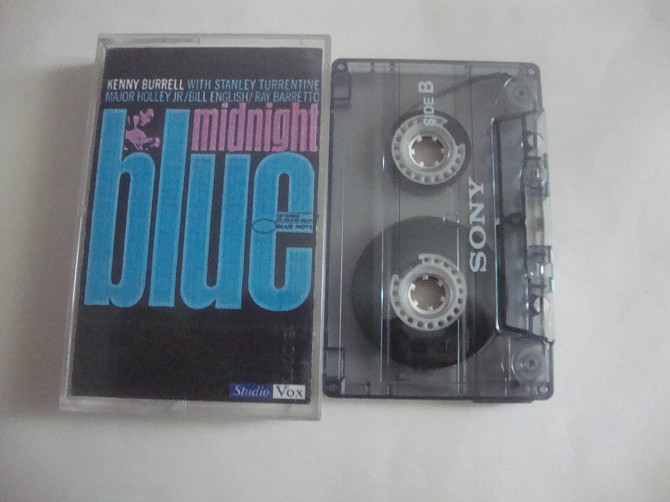 KENNY BURRELL WITH STANLEY TURRENTINE
MAJOR HOLLEY JR/BILL ENGLISH/RAY BARRETTO
midnight
blue
BLUE NOTE
Studio Vox
SIDE B
SONY